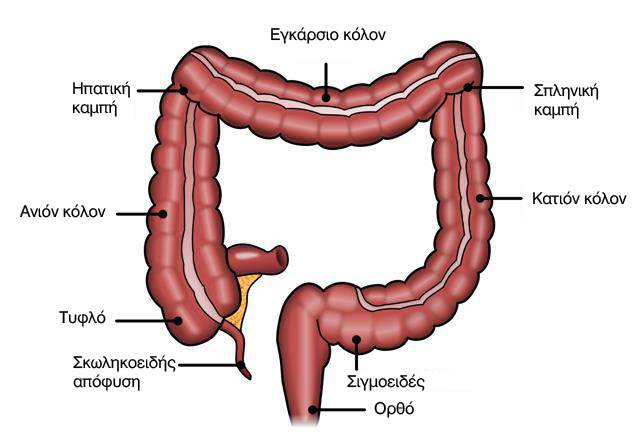 Εγκάρσιο κόλον
Ηπατική
καμπή
Σπληνική
καμπή
Ανιόν κόλον
Κατιόν κόλον
Τυφλό
Σκωληκοειδής
απόφυση
Σιγμοειδές
Ορθό